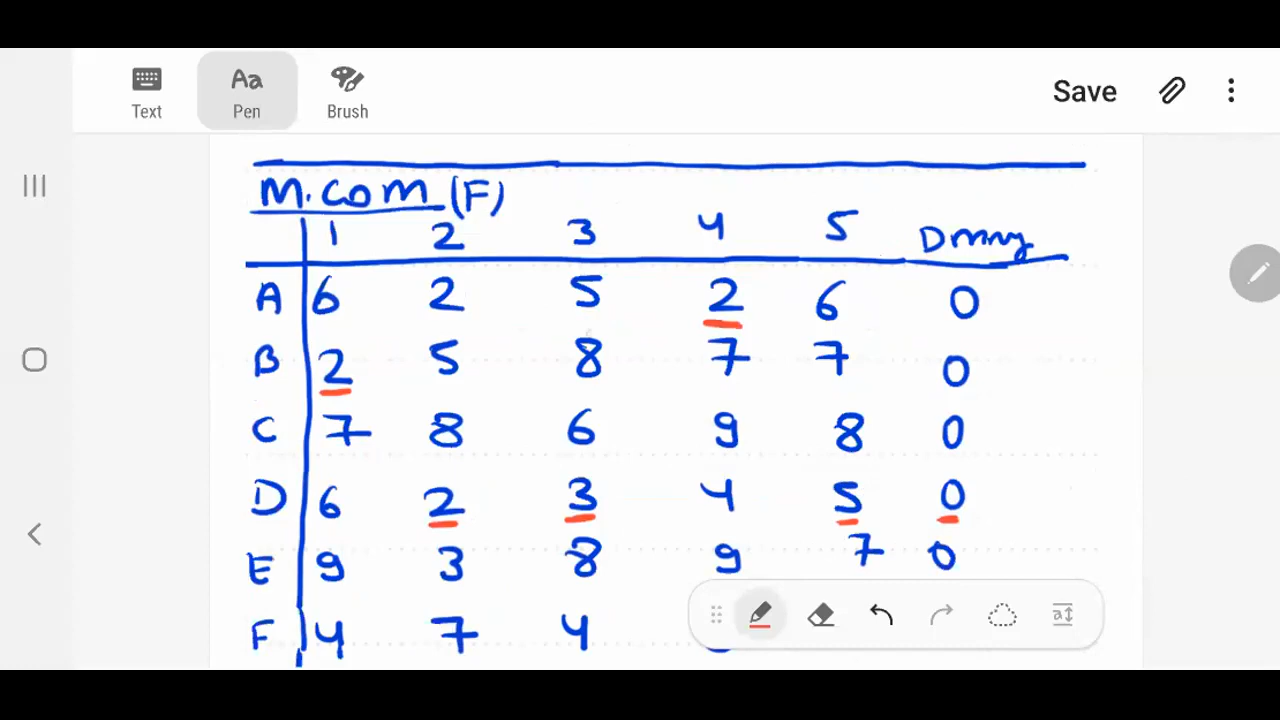 Text
Aa
Pen
Brush
Save
M.COM (F)
1 2 3 4 5 Dmmy
A 6 2 5 2 6 0
B 2 5 8 7 7 0
C 7 8 6 9 8 0
D 6 2 3 4 5 0
E 9 3 8 9 7 0
F 4 7 4